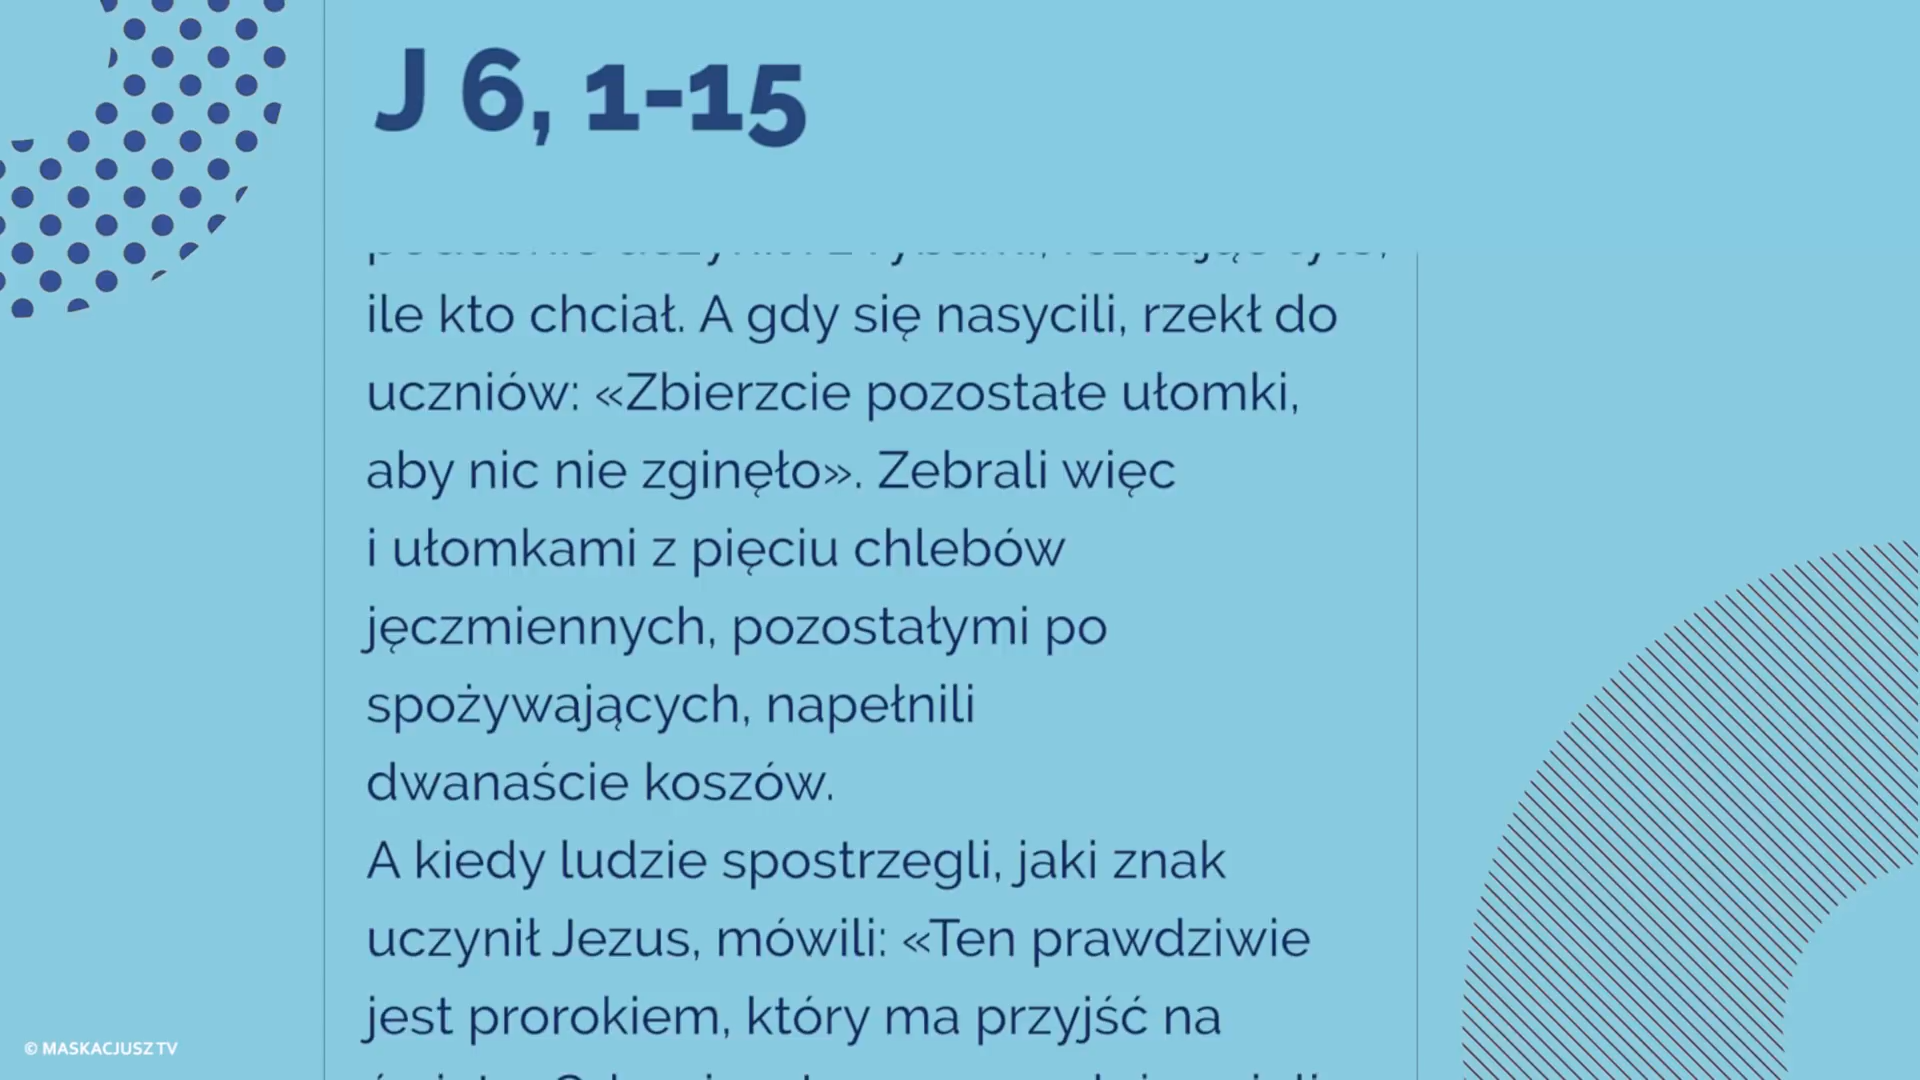 J 6, 1-15
ile kto chciał. A gdy się nasycili, rzekł do
uczniów: «Zbierzcie pozostałe ułomki,
aby nic nie zginęło». Zebrali więc
i ułomkami z pięciu chlebów
jęczmiennych, pozostałymi po
spożywających, napełnili
dwanaście koszów.
A kiedy ludzie spostrzegli, jaki znak
uczynił Jezus, mówili: «Ten prawdziwie
jest prorokiem, który ma przyjść na
© MASKACJUSZ TV